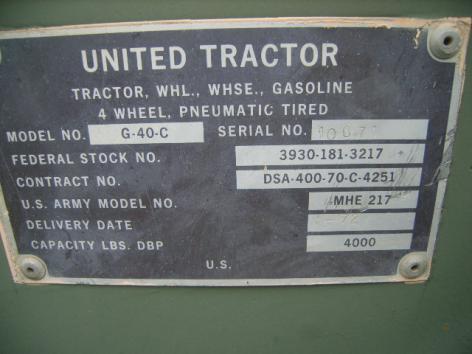 UNITED TRACTOR
TRACTOR, WHL., WHSE., GASOLINE
4 WHEEL, PNEUMATIC TIRED
MODEL NO. G-40-C SERIAL NO.
FEDERAL STOCK NO. 3930-181-3217
CONTRACT NO. DSA-400-70-C-4251
U.S. ARMY MODEL NO. MHE 217
DELIVERY DATE
CAPACITY LBS. DBP 4000
U.S.